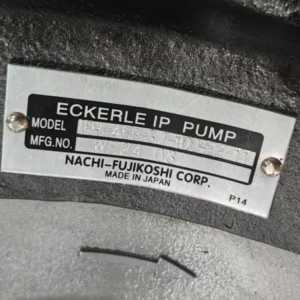 ECKERLE IP PUMP
MODEL
MFG.NO.
NACHI-FUJIKOSHI CORP.
MADE IN JAPAN
P14